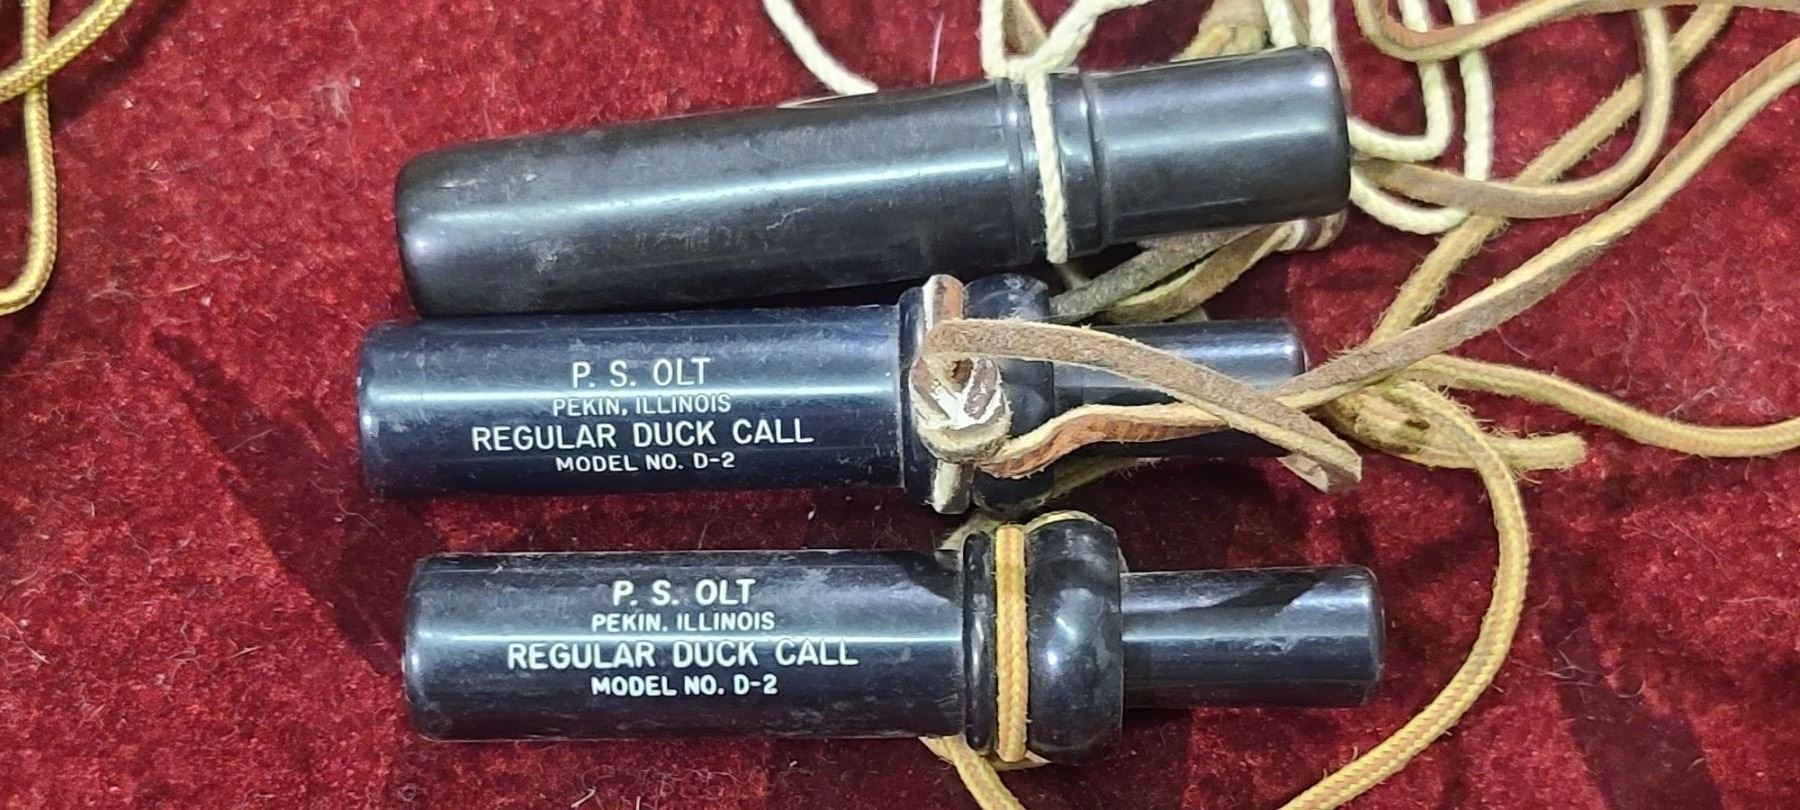 P. S. OLT
PEKIN, ILLINOIS
REGULAR DUCK CALL
MODEL NO. D-2
P. S. OLT
PEKIN, ILLINOIS
REGULAR DUCK CALL
MODEL NO. D-2